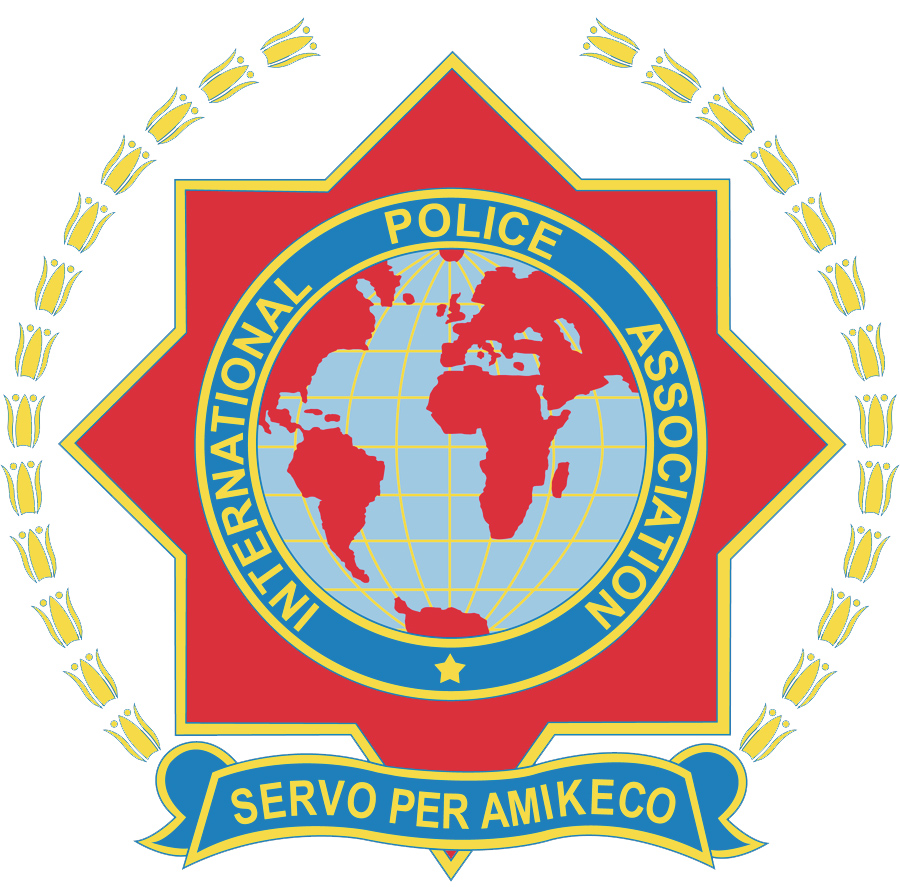 INTERNATIONAL POLICE ASSOCIATION
SERVO PER AMIKECO